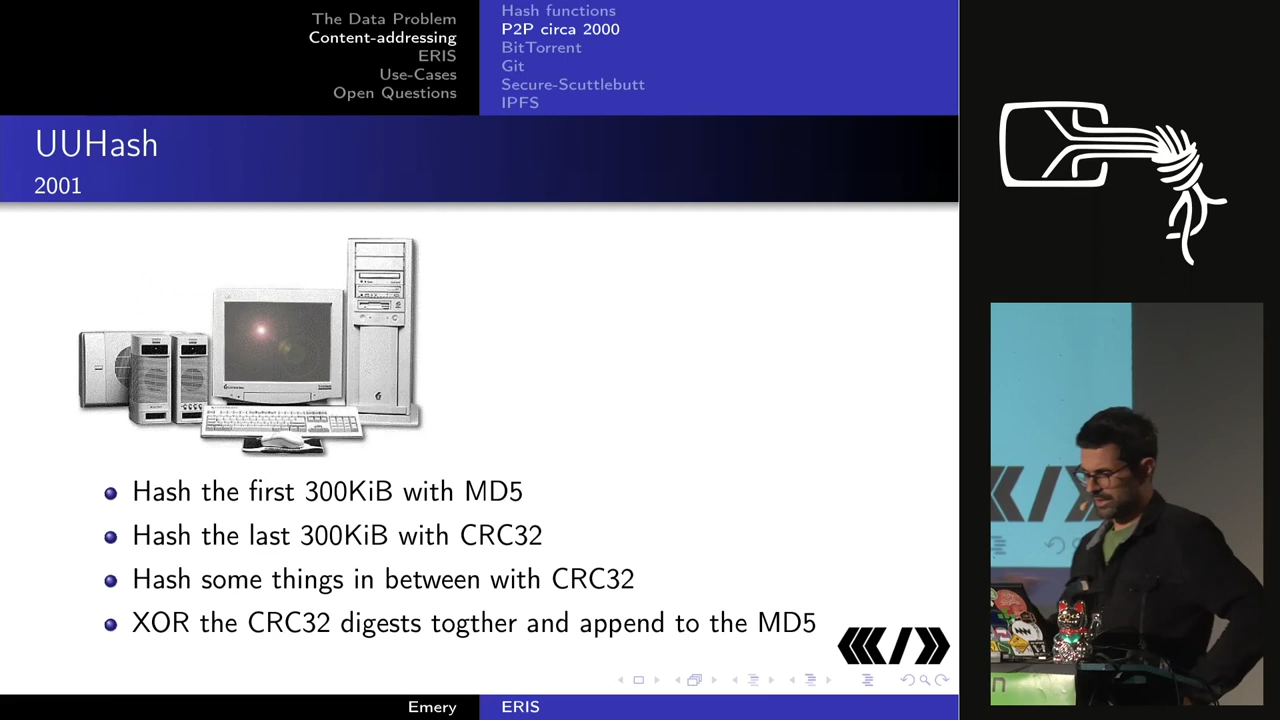 The Data Problem
Content-addressing
ERIS
Use-Cases
Open Questions
Hash functions
P2P circa 2000
BitTorrent
Git
Secure-Scuttlebutt
IPFS
UUHash
2001
Hash the first 300KiB with MD5
Hash the last 300KiB with CRC32
Hash some things in between with CRC32
XOR the CRC32 digests togther and append to the MD5
Emery
ERIS